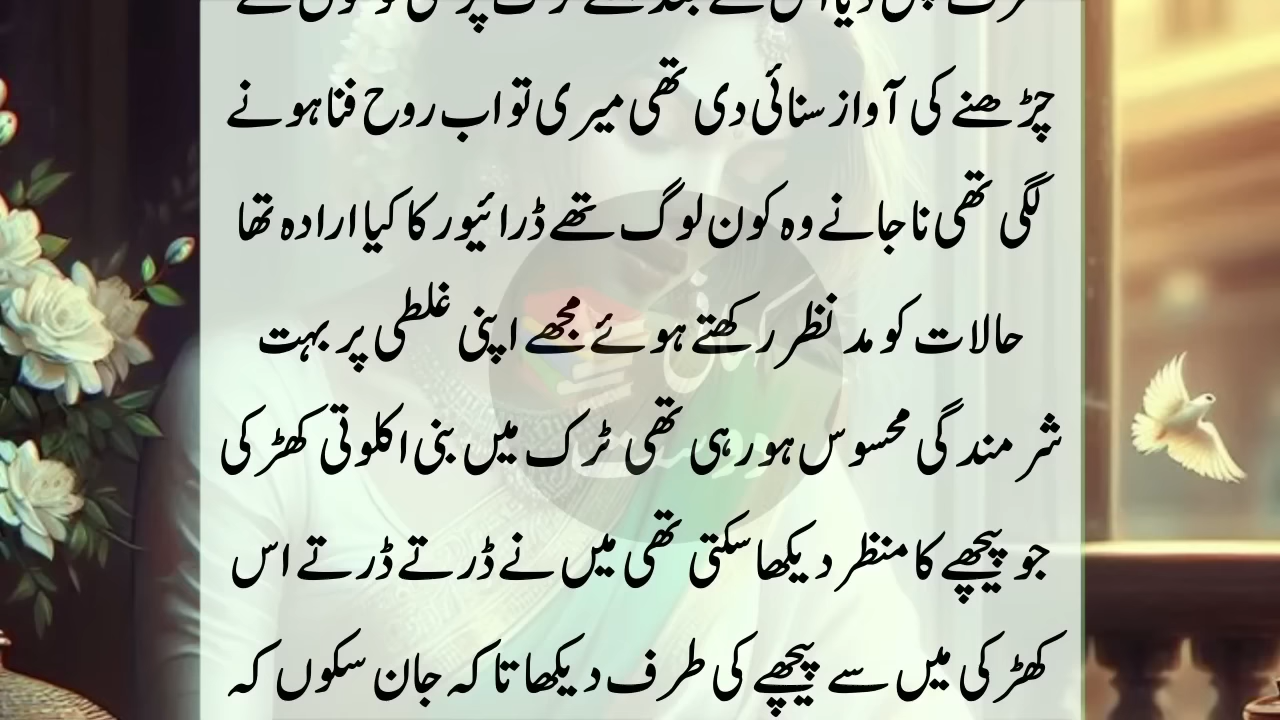 چڑھنے کی آواز سنائی دی تھی میری تو اب روح فنا ہونے
لگی تھی نا جانے وہ کون لوگ تھے ڈرائیور کا کیا ارادہ تھا
حالات کو مد نظر رکھتے ہوئے مجھے اپنی غلطی پر بہت
شرمندگی محسوس ہو رہی تھی ٹرک میں بنی اکلوتی کھڑکی
جو پیچھے کا منظر دیکھا سکتی تھی میں نے ڈرتے ڈرتے اس
کھڑکی میں سے پیچھے کی طرف دیکھا تا کہ جان سکوں کہ